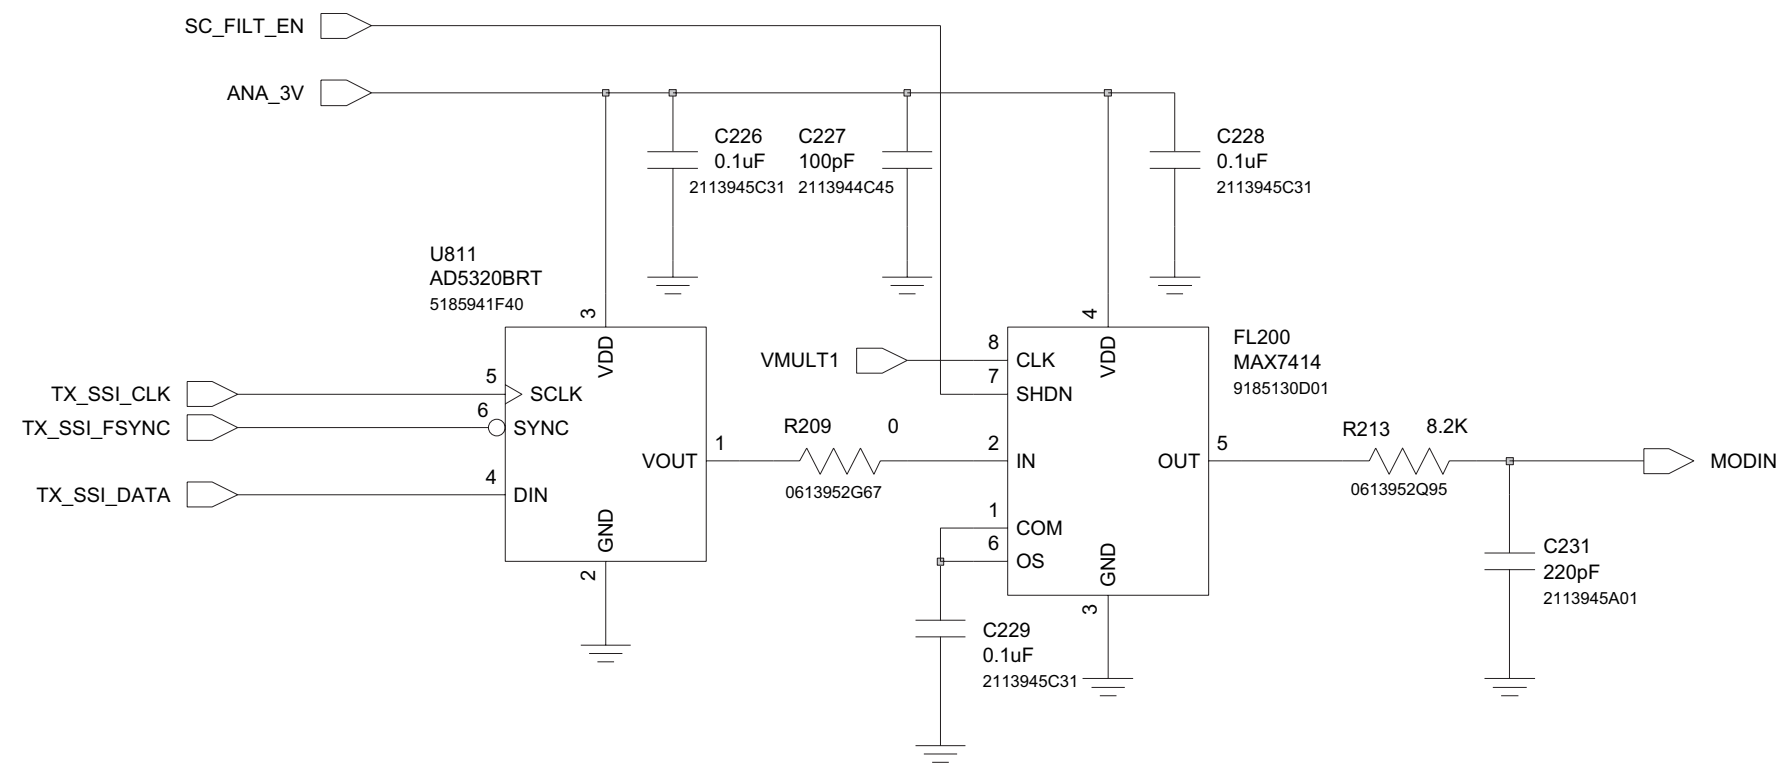 SC_FILT_EN
ANA_3V
C226
0.1uF
2113945C31
C227
100pF
2113944C45
C228
0.1uF
2113945C31
U811
AD5320BRT
5185941F40
3
VDD
4
VDD
FL200
MAX7414
9185130D01
VMULT1
8
CLK
7
SHDN
TX_SSI_CLK
5
SCLK
TX_SSI_FSYNC
6
SYNC
R209
0
0613952G67
R213
8.2K
0613952Q95
VOUT
1
2
IN
OUT
5
MODIN
TX_SSI_DATA
4
DIN
GND
2
1
COM
6
OS
GND
3
C231
220pF
2113945A01
C229
0.1uF
2113945C31